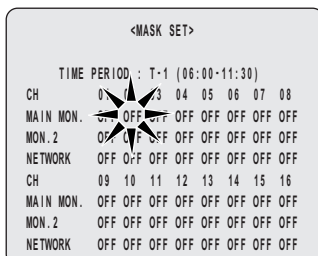 <MASK SET>
TIME PERIOD : T-1 (06:00-11:30)
CH 03 04 05 06 07 08
MAIN MON. OFF OFF OFF OFF OFF OFF OFF OFF
MON.2 OFF OFF OFF OFF OFF OFF
NETWORK OFF OFF OFF OFF OFF OFF OFF OFF
CH 09 10 11 12 13 14 15 16
MAIN MON. OFF OFF OFF OFF OFF OFF OFF OFF
MON.2 OFF OFF OFF OFF OFF OFF OFF OFF
NETWORK OFF OFF OFF OFF OFF OFF OFF OFF